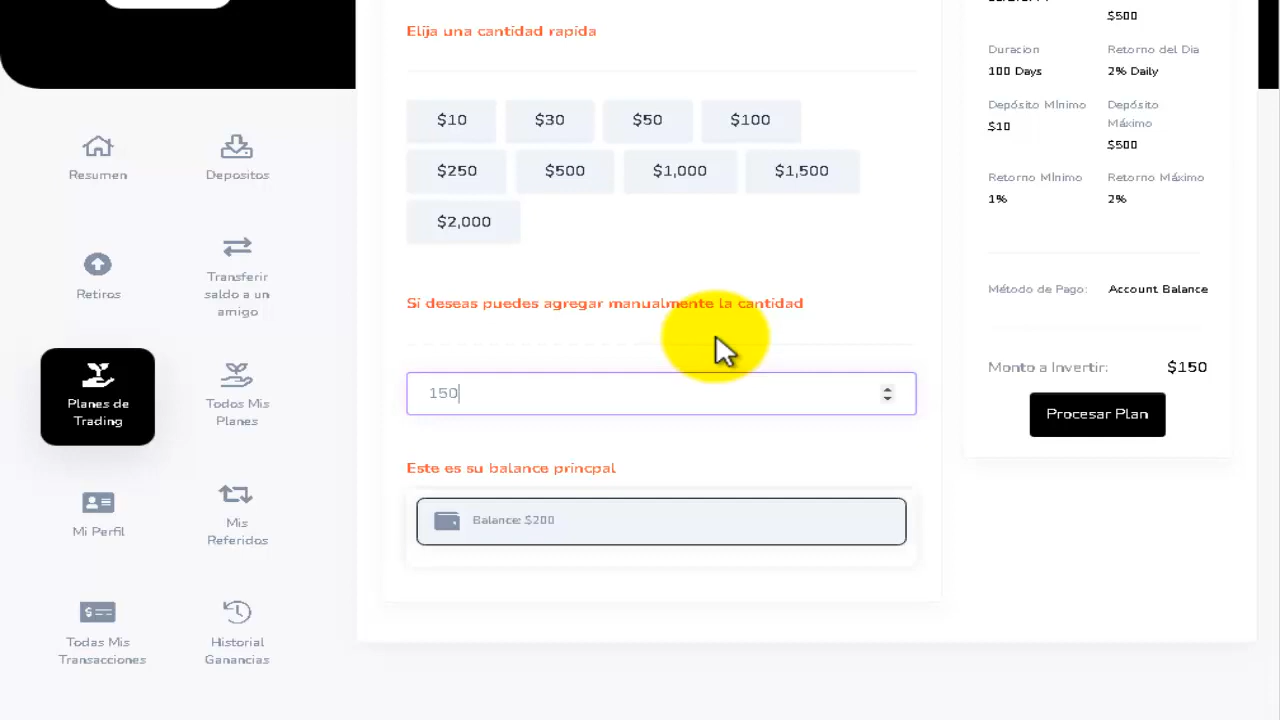 Elija una cantidad rapida
$10
$30
$50
$100
$250
$500
$1,000
$1,500
$2,000
Si deseas puedes agregar manualmente la cantidad
150
Este es su balance princpal
Balance: $200
Resumen
Depositos
Retiros
Transferir
saldo a un
amigo
Planes de
Trading
Todos Mis
Planes
Mi Perfil
Mis
Referidos
Todas Mis
Transacciones
Historial
Ganancias
$500
Duracion
Retorno del Dia
100 Days
2% Daily
Depósito Mínimo
Depósito
Máximo
$10
$500
Retorno Mínimo
Retorno Máximo
1%
2%
Método de Pago:
Account Balance
Monto a Invertir:
$150
Procesar Plan